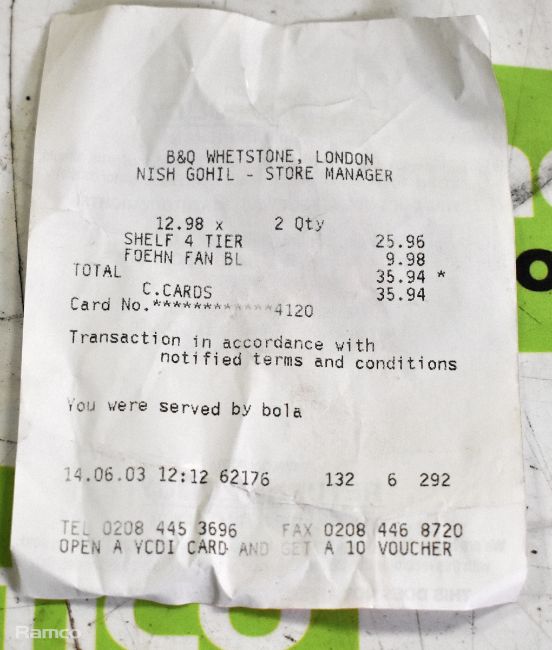 B&Q WHETSTONE, LONDON
NISH GOHIL - STORE MANAGER
12.98 x 2 Qty
SHELF 4 TIER 25.96
FOEHN FAN BL 9.98
TOTAL 35.94 *
C.CARDS 35.94
Card No.************4120
Transaction in accordance with
notified terms and conditions
You were served by bola
14.06.03 12:12 62176 132 6 292
TEL 0208 445 3696 FAX 0208 446 8720
OPEN A VCDI CARD AND GET A 10 VOUCHER
Ramco